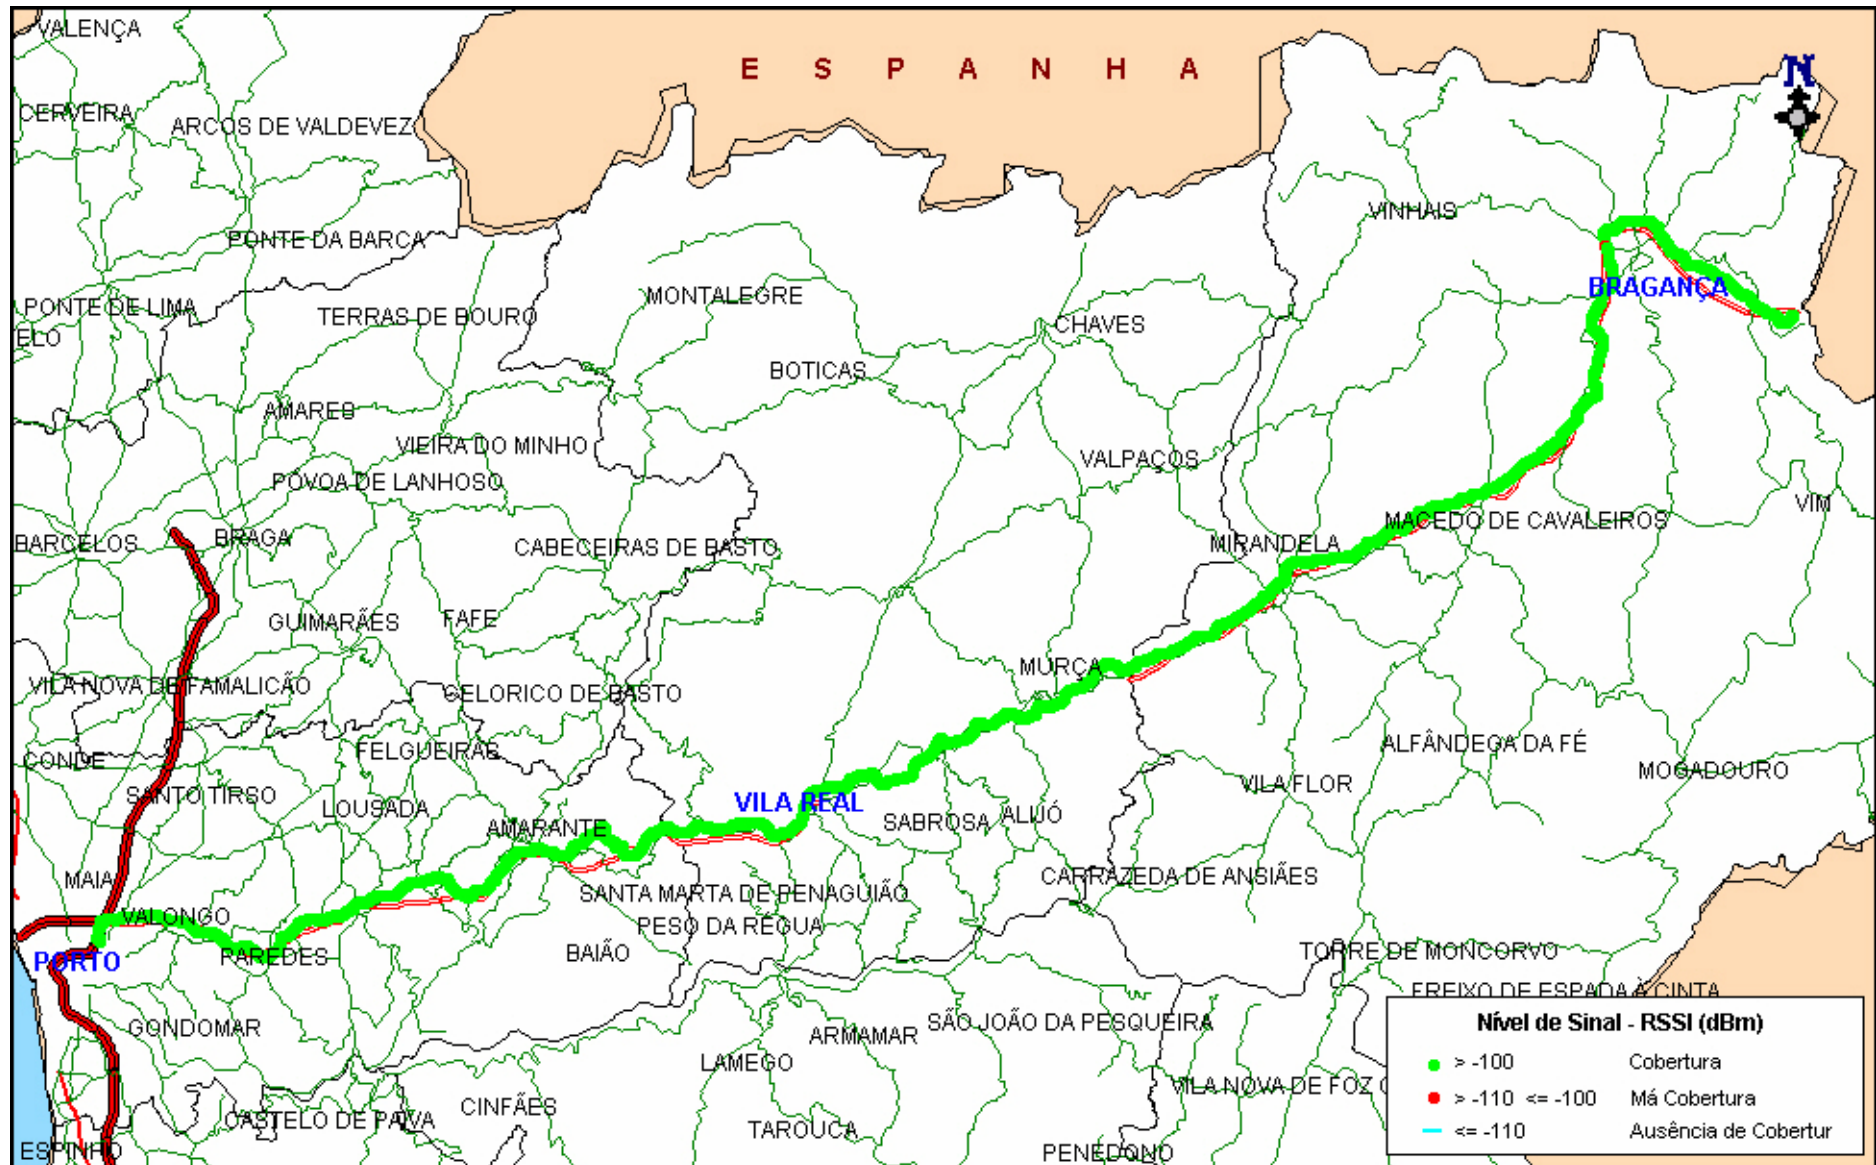 VALENÇA
E S P A N H A
N
CERVEIRA
ARCOS DE VALDEVEZ
VINHAIS
PONTE DA BARCA
BRAGANÇA
MONTALEGRE
PONTE DE LIMA
TERRAS DE BOURO
CHAVES
ELO
BOTICAS
AMARES
VIEIRA DO MINHO
VALPAÇOS
PÓVOA DE LANHOSO
VIM
MACEDO DE CAVALEIROS
BARCELOS
BRAGA
CABECEIRAS DE BASTO
MIRANDELA
GUIMARÃES
FAFE
MURÇA
VILA NOVA DE FAMALICÃO
CELORICO DE BASTO
ALFÂNDEGA DA FÉ
FELGUEIRAS
CONDE
MOGADOURO
SANTO TIRSO
VILA FLOR
LOUSADA
VILA REAL
AMARANTE
SABROSA
ALIJÓ
MAIA
CARRAZEDA DE ANSIÃES
SANTA MARTA DE PENAGUIÃO
VALONGO
PESO DA RÉGUA
PORTO
PAREDES
BAIÃO
TORRE DE MONCORVO
FREIXO DE ESPADA À CINTA
GONDOMAR
ARMAMAR
SÃO JOÃO DA PESQUEIRA
LAMEGO
VILA NOVA DE FOZ C
CINFÃES
CASTELO DE PAIVA
TAROUCA
ESPINHO
PENEDONO
Nível de Sinal - RSSI (dBm)
> -100 Cobertura
> -110 <= -100 Má Cobertura
<= -110 Ausência de Cobertur